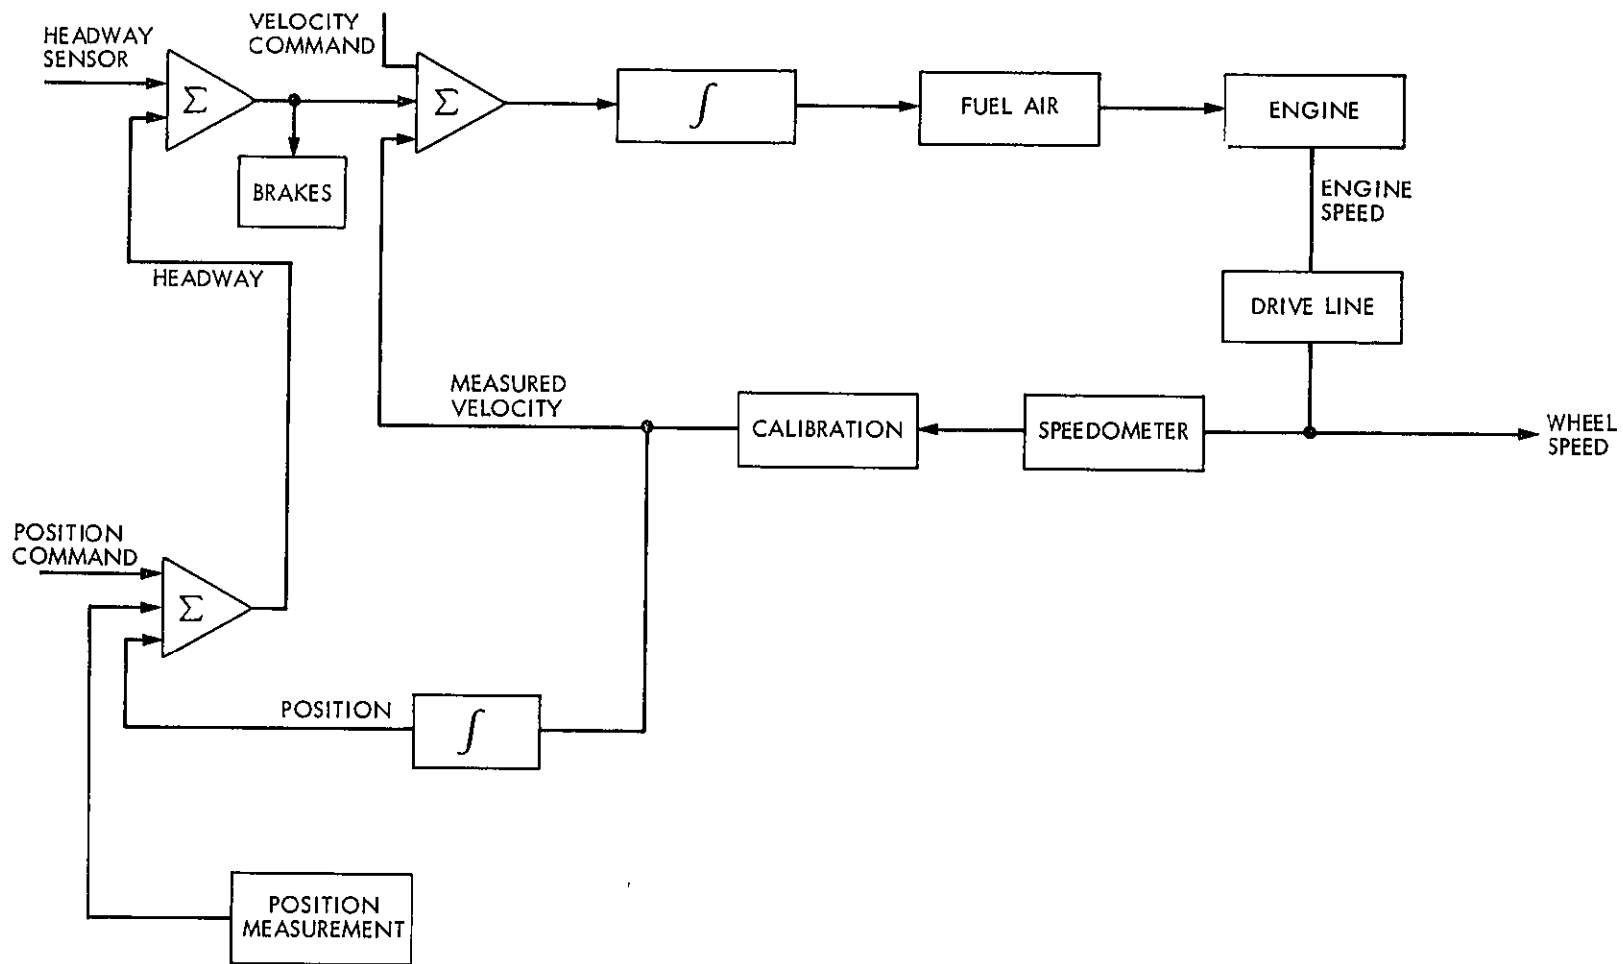 HEADWAY
SENSOR
VELOCITY
COMMAND
Σ
Σ
∫
FUEL AIR
ENGINE
BRAKES
ENGINE
SPEED
HEADWAY
DRIVE LINE
MEASURED
VELOCITY
CALIBRATION
SPEEDOMETER
WHEEL
SPEED
POSITION
COMMAND
Σ
POSITION
∫
POSITION
MEASUREMENT